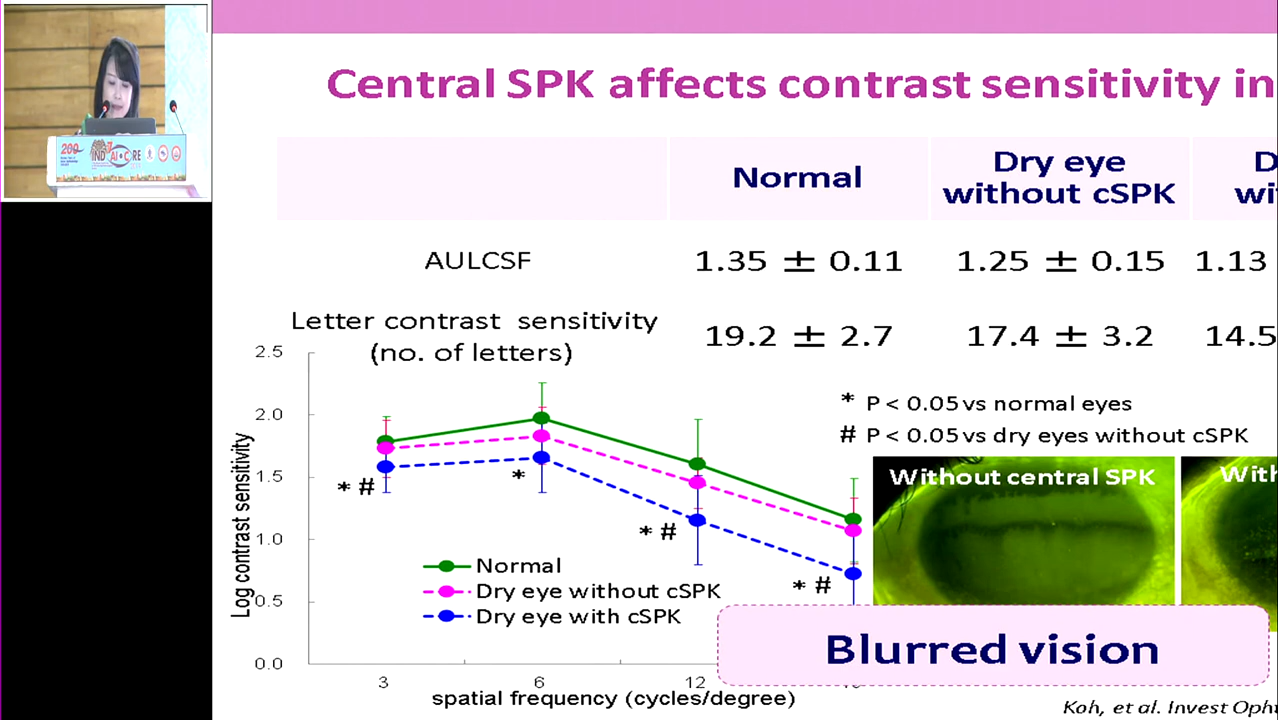 Central SPK affects contrast sensitivity in
Normal
Dry eye
without cSPK
D
wi
AULCSF
1.35 ± 0.11
1.25 ± 0.15
1.13
Letter contrast sensitivity
(no. of letters)
19.2 ± 2.7
17.4 ± 3.2
14.5
* P < 0.05 vs normal eyes
# P < 0.05 vs dry eyes without cSPK
2.5
2.0
1.5
1.0
0.5
0.0
Log contrast sensitivity
* #
*
* #
* #
Normal
Dry eye without cSPK
Dry eye with cSPK
3
6
12
spatial frequency (cycles/degree)
Without central SPK
With
Blurred vision
Koh, et al. Invest Oph
200